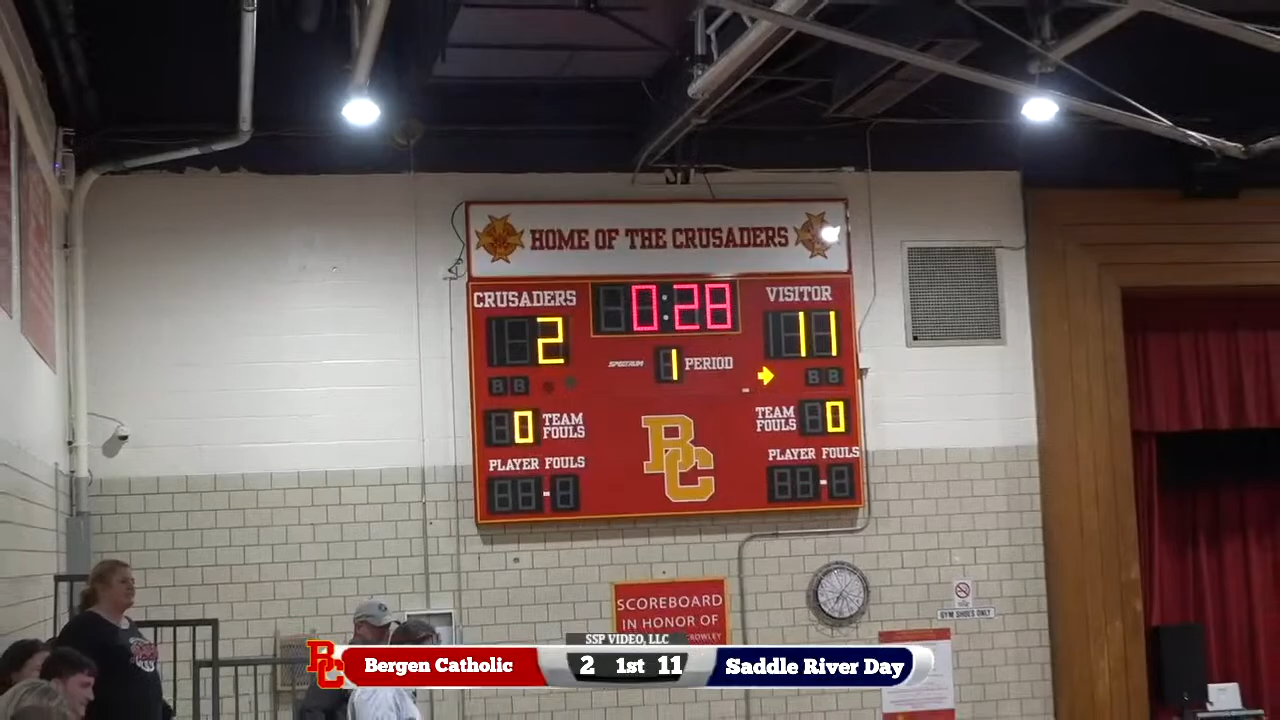 HOME OF THE CRUSADERS
CRUSADERS
0:28
VISITOR
2
11
SPECTRUM
1 PERIOD
B B
B B
0 TEAM FOULS
TEAM FOULS 0
PLAYER FOULS
PLAYER FOULS
BC
SCOREBOARD
IN HONOR OF
CROWLEY
GYM SHOES ONLY
SSP VIDEO, LLC
BC Bergen Catholic 2 1st 11 Saddle River Day